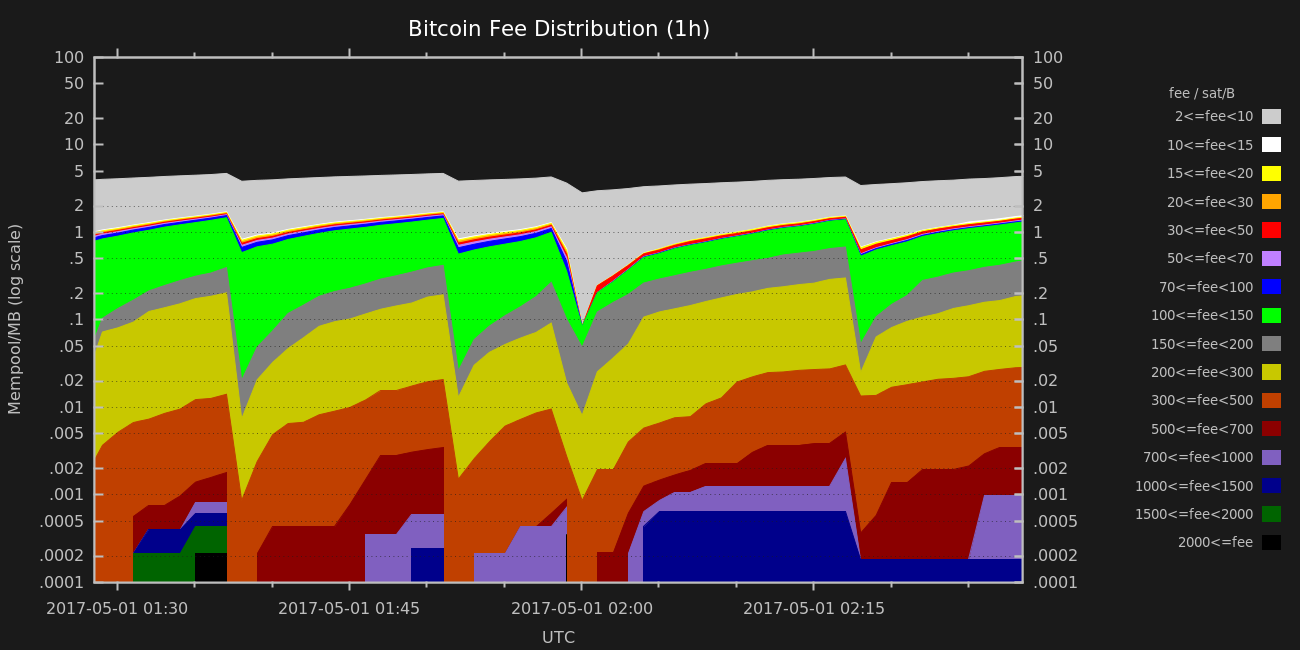 Bitcoin Fee Distribution (1h)
100
50
20
10
5
2
1
.5
.2
.1
.05
.02
.01
.005
.002
.001
.0005
.0002
.0001
Mempool/MB (log scale)
100
50
20
10
5
2
1
.5
.2
.1
.05
.02
.01
.005
.002
.001
.0005
.0002
.0001
2017-05-01 01:30
2017-05-01 01:45
2017-05-01 02:00
2017-05-01 02:15
UTC
fee / sat/B
2<=fee<10
10<=fee<15
15<=fee<20
20<=fee<30
30<=fee<50
50<=fee<70
70<=fee<100
100<=fee<150
150<=fee<200
200<=fee<300
300<=fee<500
500<=fee<700
700<=fee<1000
1000<=fee<1500
1500<=fee<2000
2000<=fee